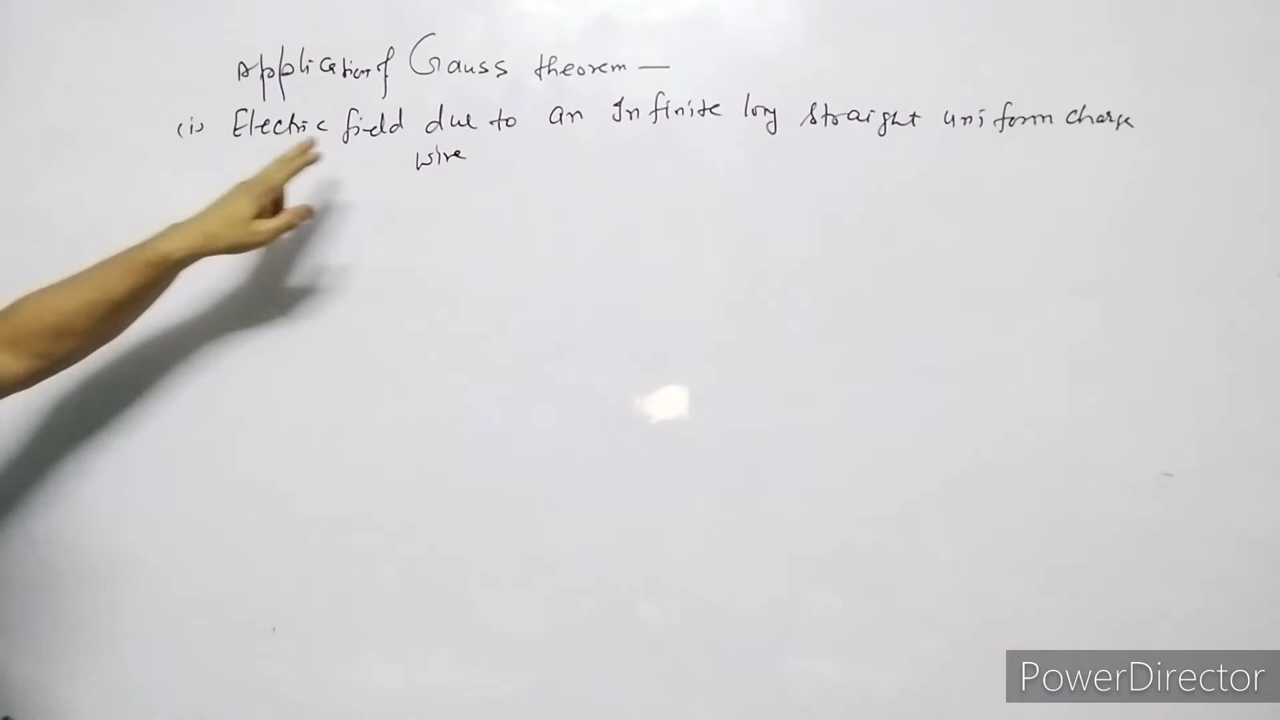 Application of Gauss theorem —
(i) Electric field due to an Infinite long straight uniform charge
wire
PowerDirector